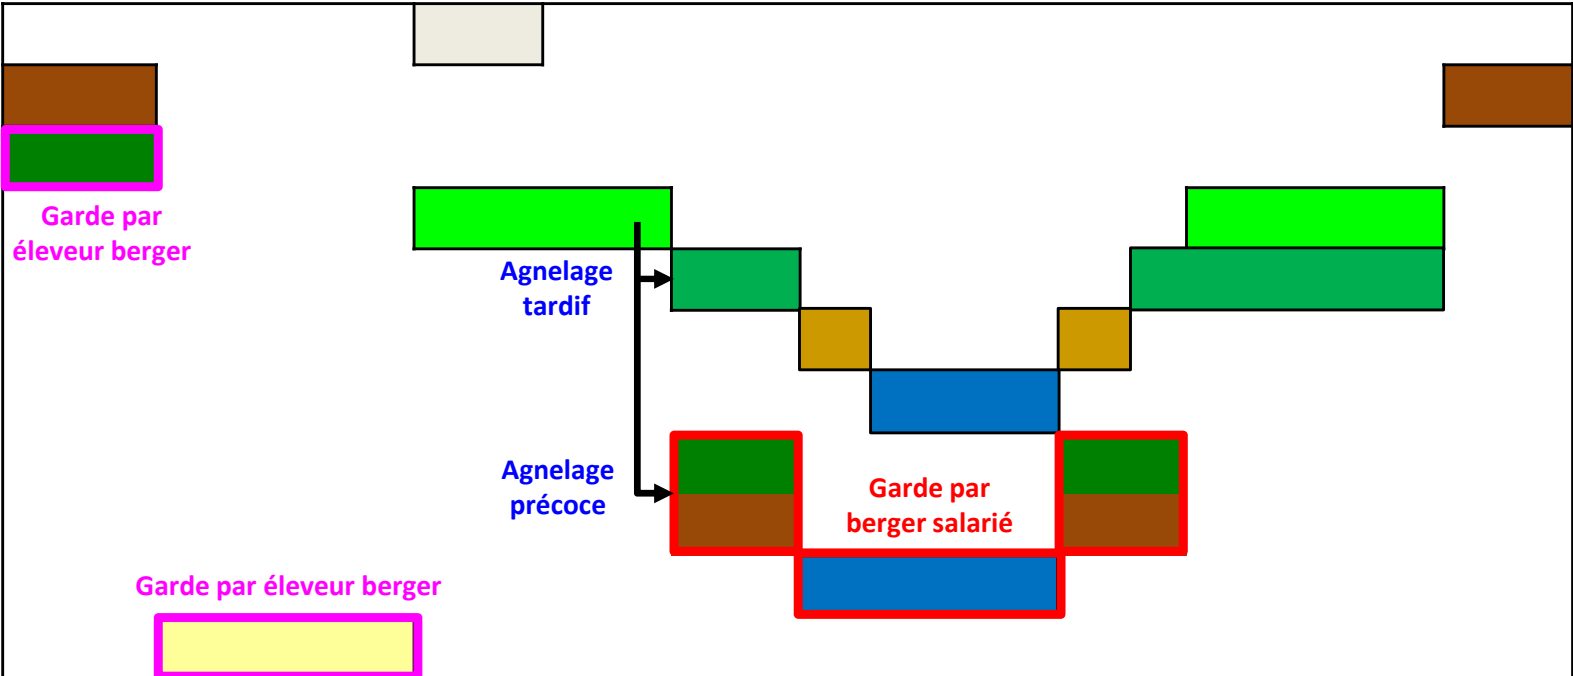 Garde par
éleveur berger
Agnelage
tardif
Agnelage
précoce
Garde par
berger salarié
Garde par éleveur berger